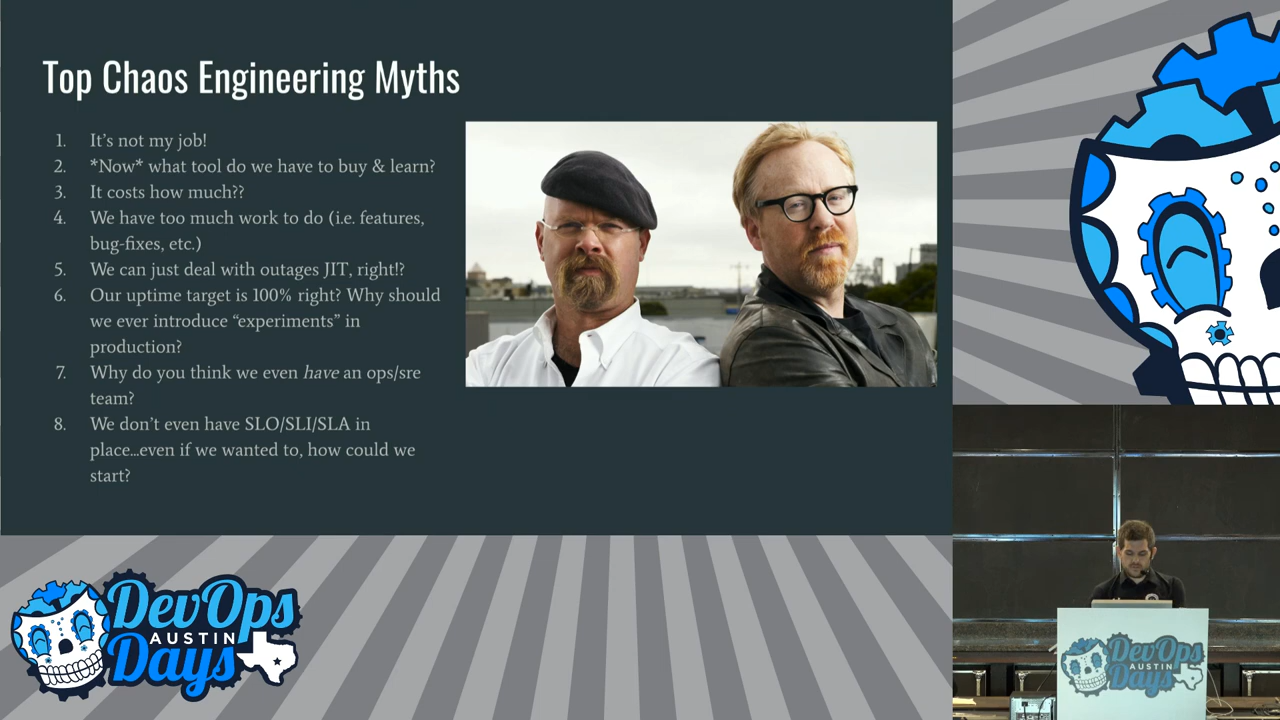 Top Chaos Engineering Myths
1. It's not my job!
2. *Now* what tool do we have to buy & learn?
3. It costs how much??
4. We have too much work to do (i.e. features,
bug-fixes, etc.)
5. We can just deal with outages JIT, right!?
6. Our uptime target is 100% right? Why should
we ever introduce “experiments” in
production?
7. Why do you think we even have an ops/sre
team?
8. We don't even have SLO/SLI/SLA in
place...even if we wanted to, how could we
start?
DevOps
AUSTIN
Days
DevOps
AUSTIN
Days